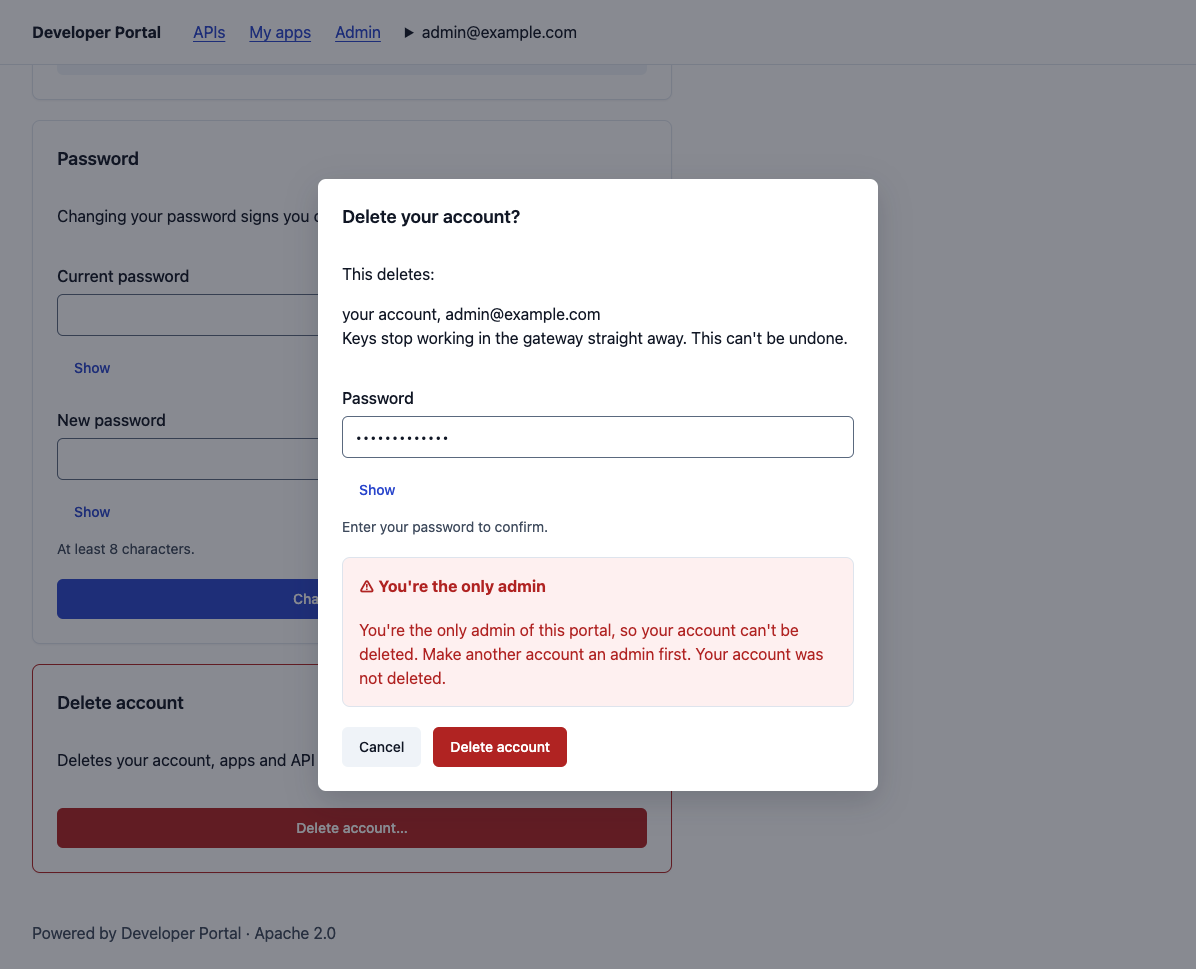 Developer Portal APIs My apps Admin ▶ admin@example.com
Password
Changing your password signs you
Current password
Show
New password
Show
At least 8 characters.
Delete account
Deletes your account, apps and API
Delete account...
Delete your account?
This deletes:
your account, admin@example.com
Keys stop working in the gateway straight away. This can't be undone.
Password
•••••••••••••
Show
Enter your password to confirm.
⚠ You're the only admin
You're the only admin of this portal, so your account can't be
deleted. Make another account an admin first. Your account was
not deleted.
Cancel Delete account
Powered by Developer Portal · Apache 2.0